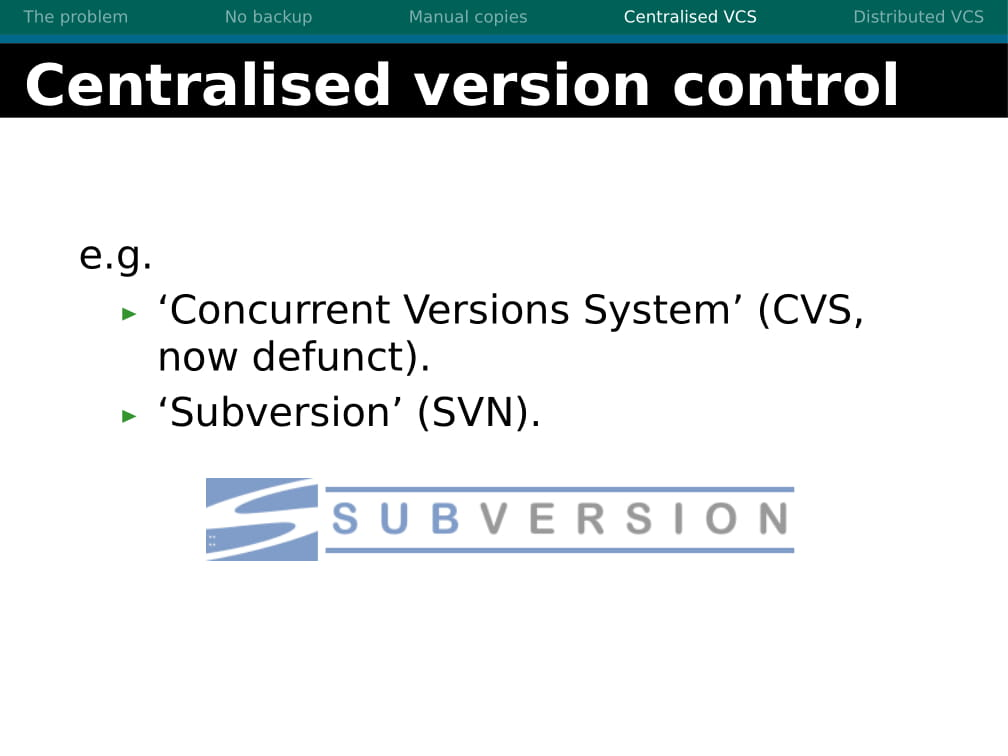 The problem No backup Manual copies Centralised VCS Distributed VCS
Centralised version control
e.g.
► ‘Concurrent Versions System’ (CVS,
now defunct).
► ‘Subversion’ (SVN).
SUBVERSION